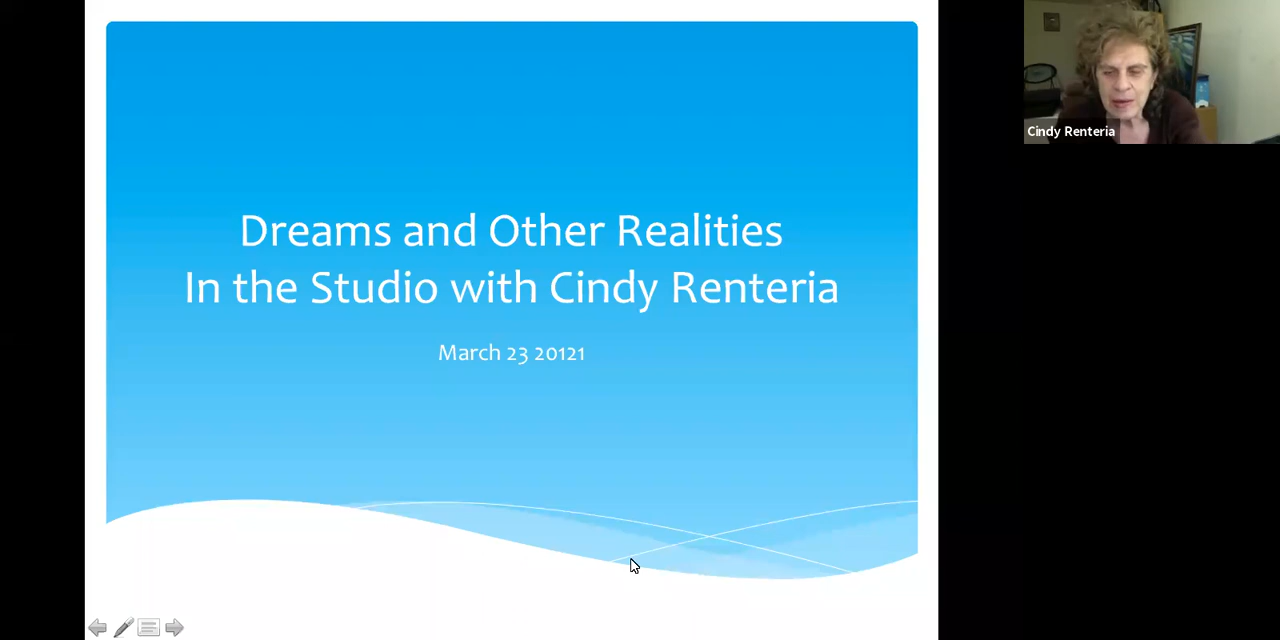 Dreams and Other Realities
In the Studio with Cindy Renteria
March 23 20121
Cindy Renteria